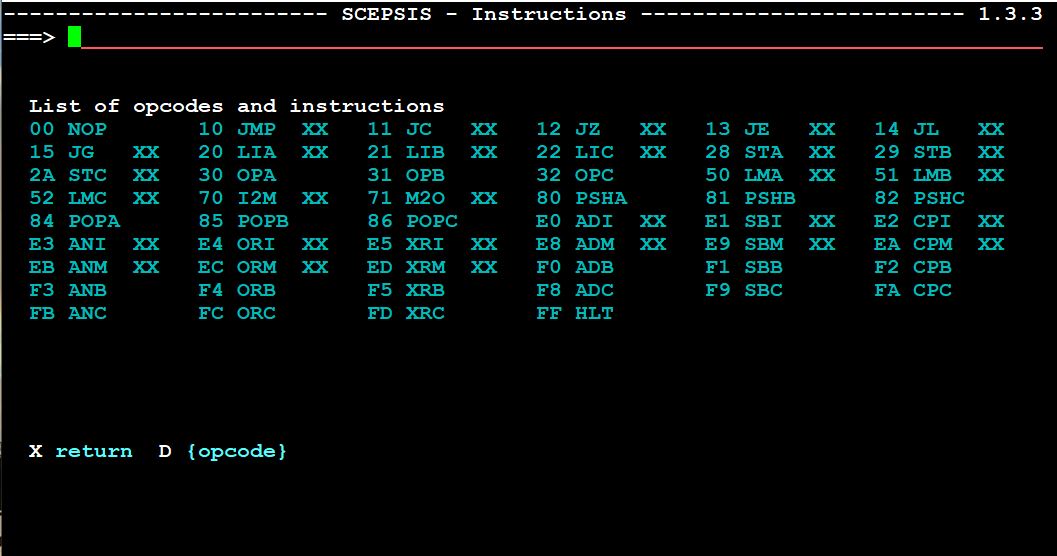 ------------------------- SCEPSIS - Instructions ------------------------- 1.3.3
===>
List of opcodes and instructions
00 NOP       10 JMP  XX   11 JC   XX   12 JZ   XX   13 JE   XX   14 JL   XX
15 JG   XX   20 LIA  XX   21 LIB  XX   22 LIC  XX   28 STA  XX   29 STB  XX
2A STC  XX   30 OPA       31 OPB       32 OPC       50 LMA  XX   51 LMB  XX
52 LMC  XX   70 I2M  XX   71 M2O  XX   80 PSHA      81 PSHB      82 PSHC
84 POPA      85 POPB      86 POPC      E0 ADI  XX   E1 SBI  XX   E2 CPI  XX
E3 ANI  XX   E4 ORI  XX   E5 XRI  XX   E8 ADM  XX   E9 SBM  XX   EA CPM  XX
EB ANM  XX   EC ORM  XX   ED XRM  XX   F0 ADB       F1 SBB       F2 CPB
F3 ANB       F4 ORB       F5 XRB       F8 ADC       F9 SBC       FA CPC
FB ANC       FC ORC       FD XRC       FF HLT
X return  D {opcode}